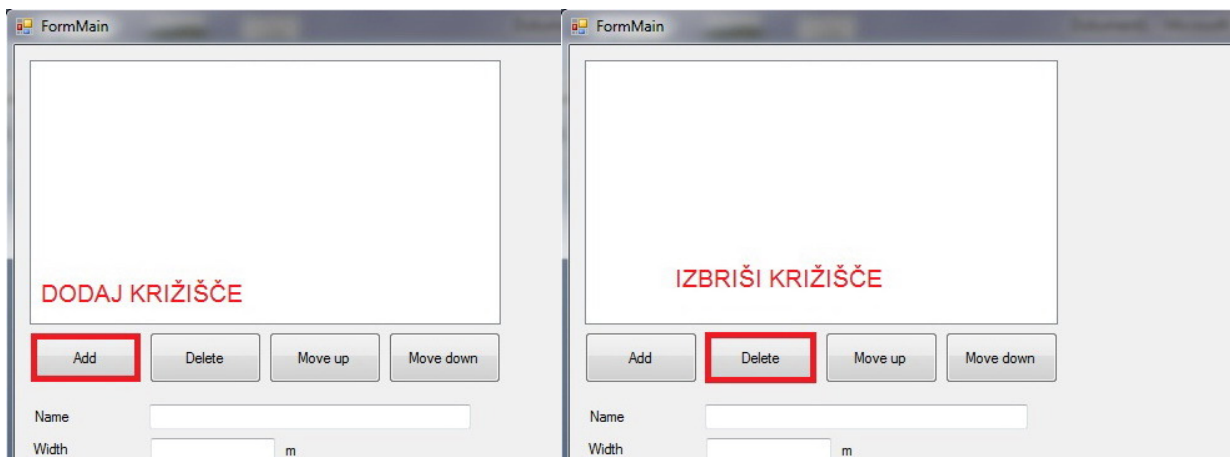 FormMain
DODAJ KRIŽIŠČE
Add Delete Move up Move down
Name
Width m
FormMain
IZBRIŠI KRIŽIŠČE
Add Delete Move up Move down
Name
Width m